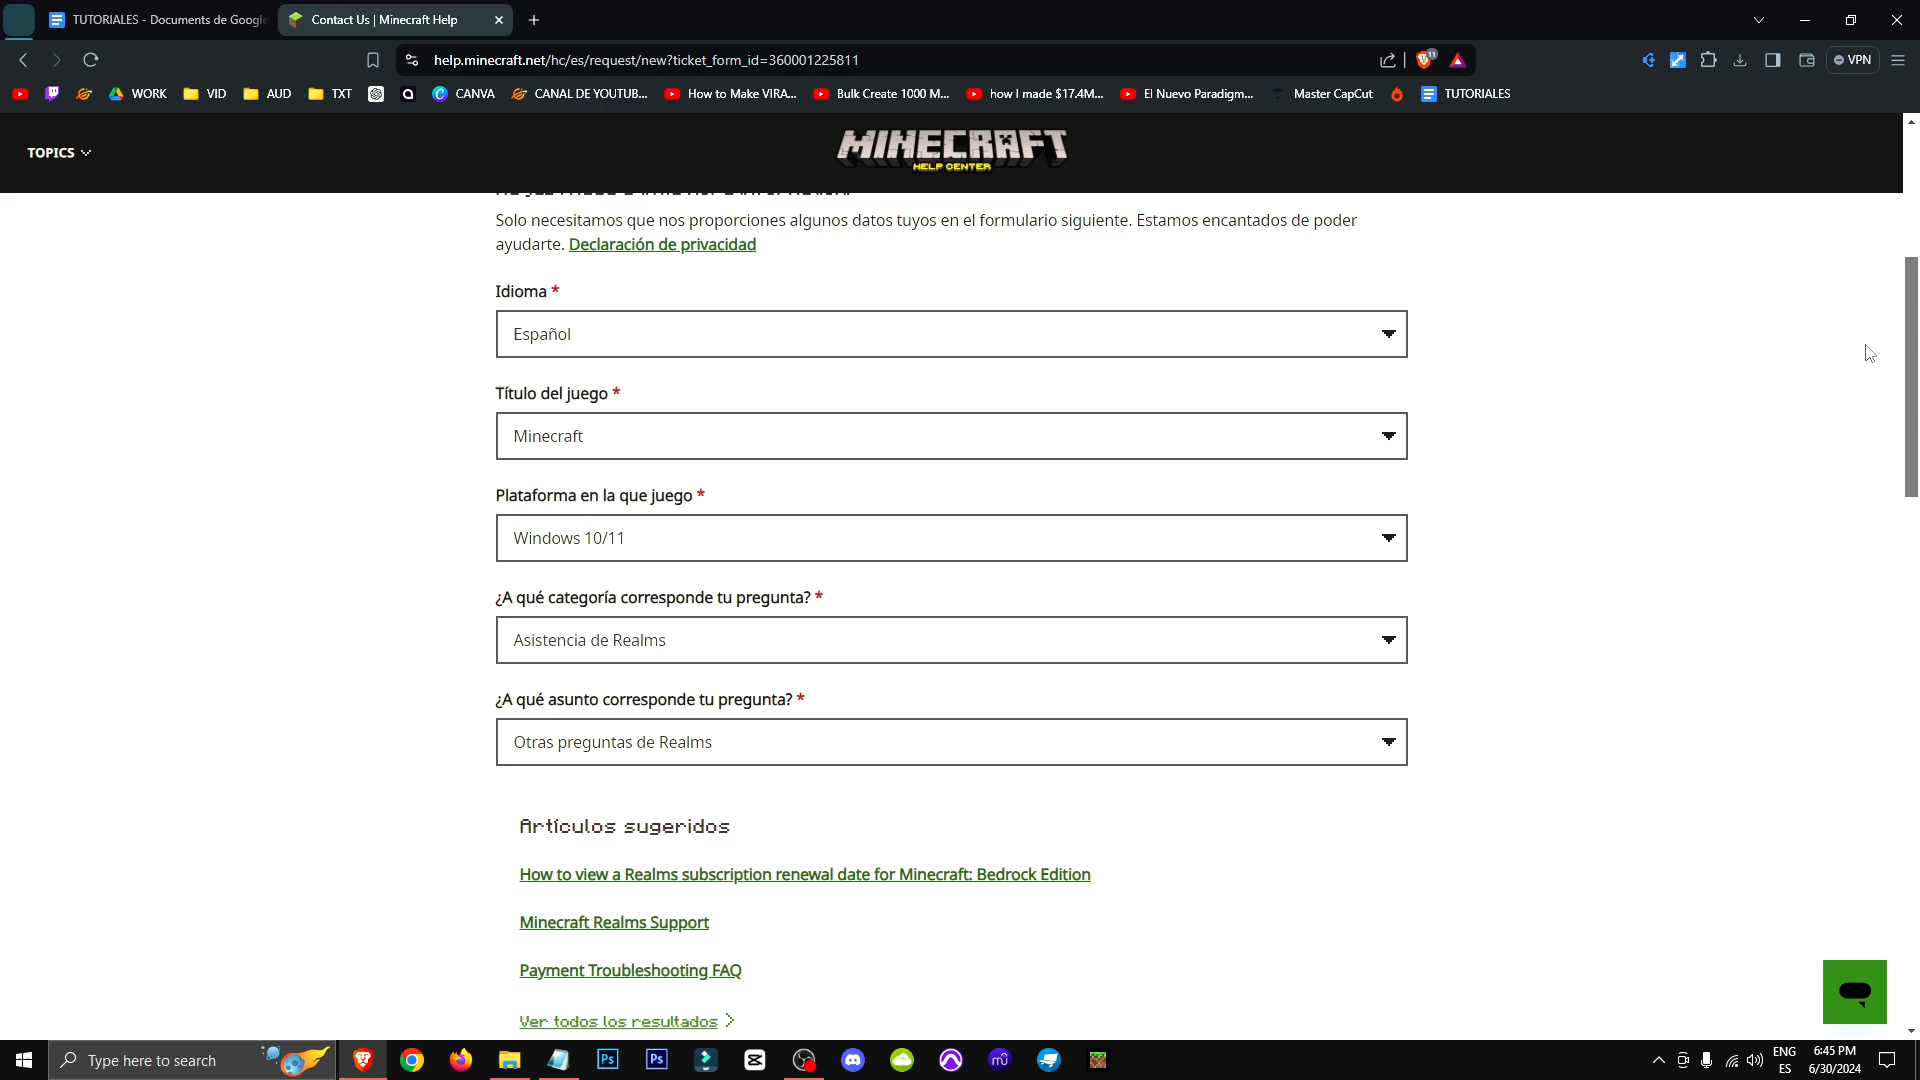 TUTORIALES - Documents de Googl
Contact Us | Minecraft Help
help.minecraft.net/hc/es/request/new?ticket_form_id=360001225811
11
VPN
WORK
VID
AUD
TXT
CANVA
CANAL DE YOUTUB...
How to Make VIRA...
Bulk Create 1000 M...
how I made $17.4M...
El Nuevo Paradigm...
Master CapCut
TUTORIALES
TOPICS
MINECRAFT
HELP CENTER
Solo necesitamos que nos proporciones algunos datos tuyos en el formulario siguiente. Estamos encantados de poder
ayudarte. Declaración de privacidad
Idioma *
Español
Título del juego *
Minecraft
Plataforma en la que juego *
Windows 10/11
¿A qué categoría corresponde tu pregunta? *
Asistencia de Realms
¿A qué asunto corresponde tu pregunta? *
Otras preguntas de Realms
Artículos sugeridos
How to view a Realms subscription renewal date for Minecraft: Bedrock Edition
Minecraft Realms Support
Payment Troubleshooting FAQ
Ver todos los resultados >
Type here to search
Ps
Ps
ENG
ES
6:45 PM
6/30/2024